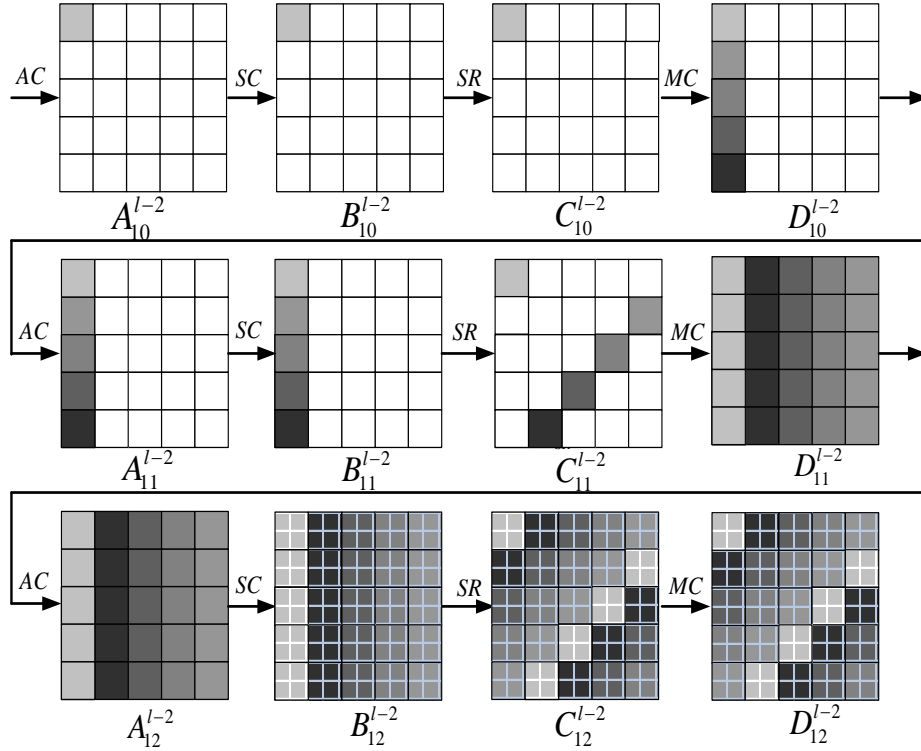 AC SC SR MC
A_{10}^{l-2} B_{10}^{l-2} C_{10}^{l-2} D_{10}^{l-2}
AC SC SR MC
A_{11}^{l-2} B_{11}^{l-2} C_{11}^{l-2} D_{11}^{l-2}
AC SC SR MC
A_{12}^{l-2} B_{12}^{l-2} C_{12}^{l-2} D_{12}^{l-2}